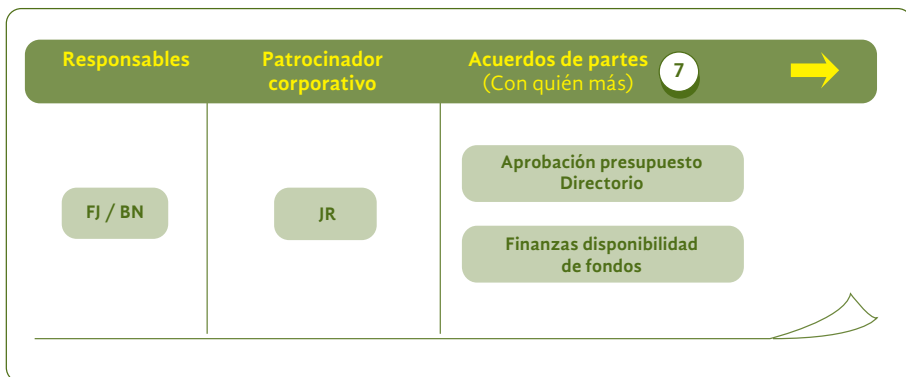 Responsables
Patrocinador
corporativo
Acuerdos de partes
(Con quién más)
7
FJ / BN
JR
Aprobación presupuesto
Directorio
Finanzas disponibilidad
de fondos